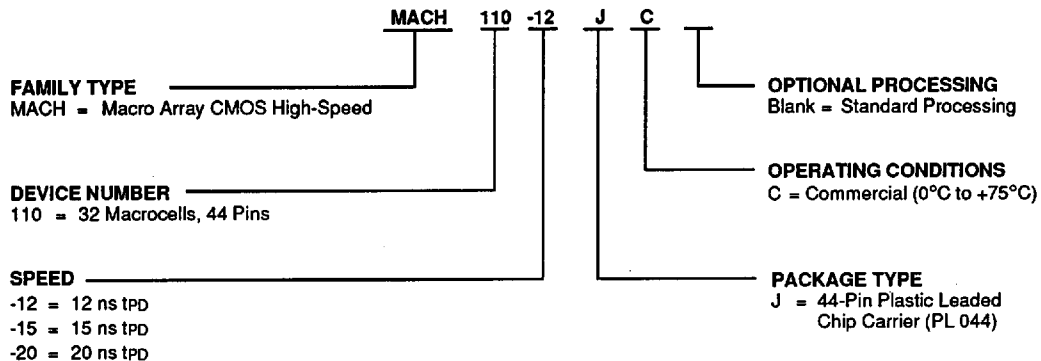 MACH 110 -12 J C
FAMILY TYPE
MACH = Macro Array CMOS High-Speed
DEVICE NUMBER
110 = 32 Macrocells, 44 Pins
SPEED
-12 = 12 ns tPD
-15 = 15 ns tPD
-20 = 20 ns tPD
OPTIONAL PROCESSING
Blank = Standard Processing
OPERATING CONDITIONS
C = Commercial (0°C to +75°C)
PACKAGE TYPE
J = 44-Pin Plastic Leaded
Chip Carrier (PL 044)